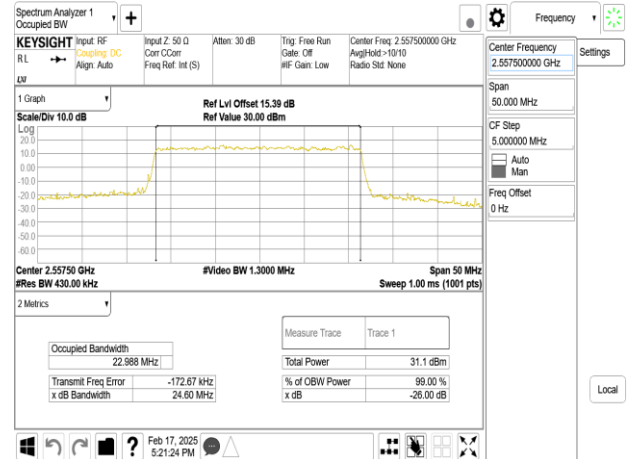 Spectrum Analyzer 1
Occupied BW
Frequency
KEYSIGHT
RL
LXI
Input: RF
Coupling: DC
Align: Auto
Input Z: 50 Ω
Corr CCorr
Freq Ref: Int (S)
Atten: 30 dB
Trig: Free Run
Gate: Off
#IF Gain: Low
Center Freq: 2.557500000 GHz
Avg|Hold:>10/10
Radio Std: None
Center Frequency
2.557500000 GHz
Settings
Span
50.000 MHz
CF Step
5.000000 MHz
Auto
Man
Freq Offset
0 Hz
Local
1 Graph
Scale/Div 10.0 dB
Ref Lvl Offset 15.39 dB
Ref Value 30.00 dBm
Log
20.0
10.0
0.00
-10.0
-20.0
-30.0
-40.0
-50.0
-60.0
Center 2.55750 GHz
#Video BW 1.3000 MHz
Span 50 MHz
#Res BW 430.00 kHz
Sweep 1.00 ms (1001 pts)
2 Metrics
Measure Trace
Trace 1
Occupied Bandwidth
22.988 MHz
Total Power
31.1 dBm
Transmit Freq Error
-172.67 kHz
% of OBW Power
99.00 %
x dB Bandwidth
24.60 MHz
x dB
-26.00 dB
Feb 17, 2025
5:21:24 PM